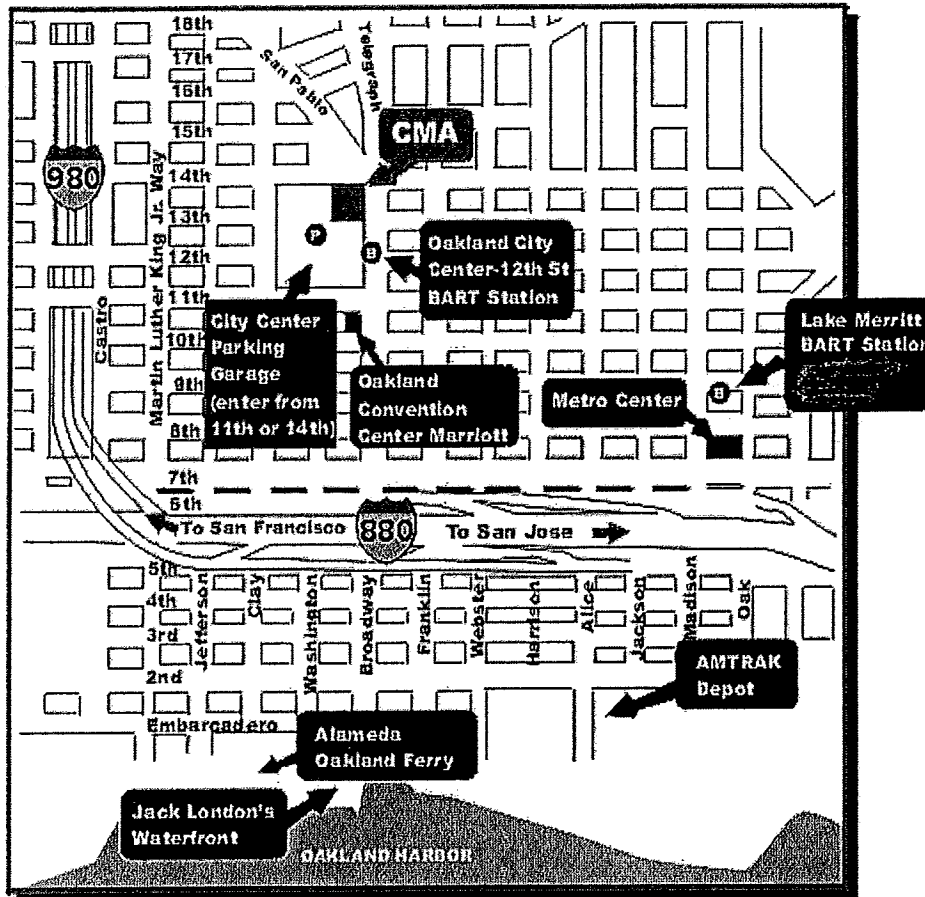 18th
17th
16th
15th
14th
13th
12th
11th
10th
9th
8th
7th
6th
5th
4th
3rd
2nd
Embarcadero
San Pablo
Telegraph
CMA
980
Martin Luther King Jr. Way
Castro
P
B
Oakland City
Center-12th St
BART Station
City Center
Parking
Garage
(enter from
11th or 14th)
Oakland
Convention
Center Marriott
Lake Merritt
BART Station
B
Metro Center
To San Francisco
880
To San Jose
Jefferson
Clay
Washington
Broadway
Franklin
Webster
Harrison
Alice
Jackson
Madison
Oak
AMTRAK
Depot
Alameda
Oakland Ferry
Jack London's
Waterfront
OAKLAND HARBOR